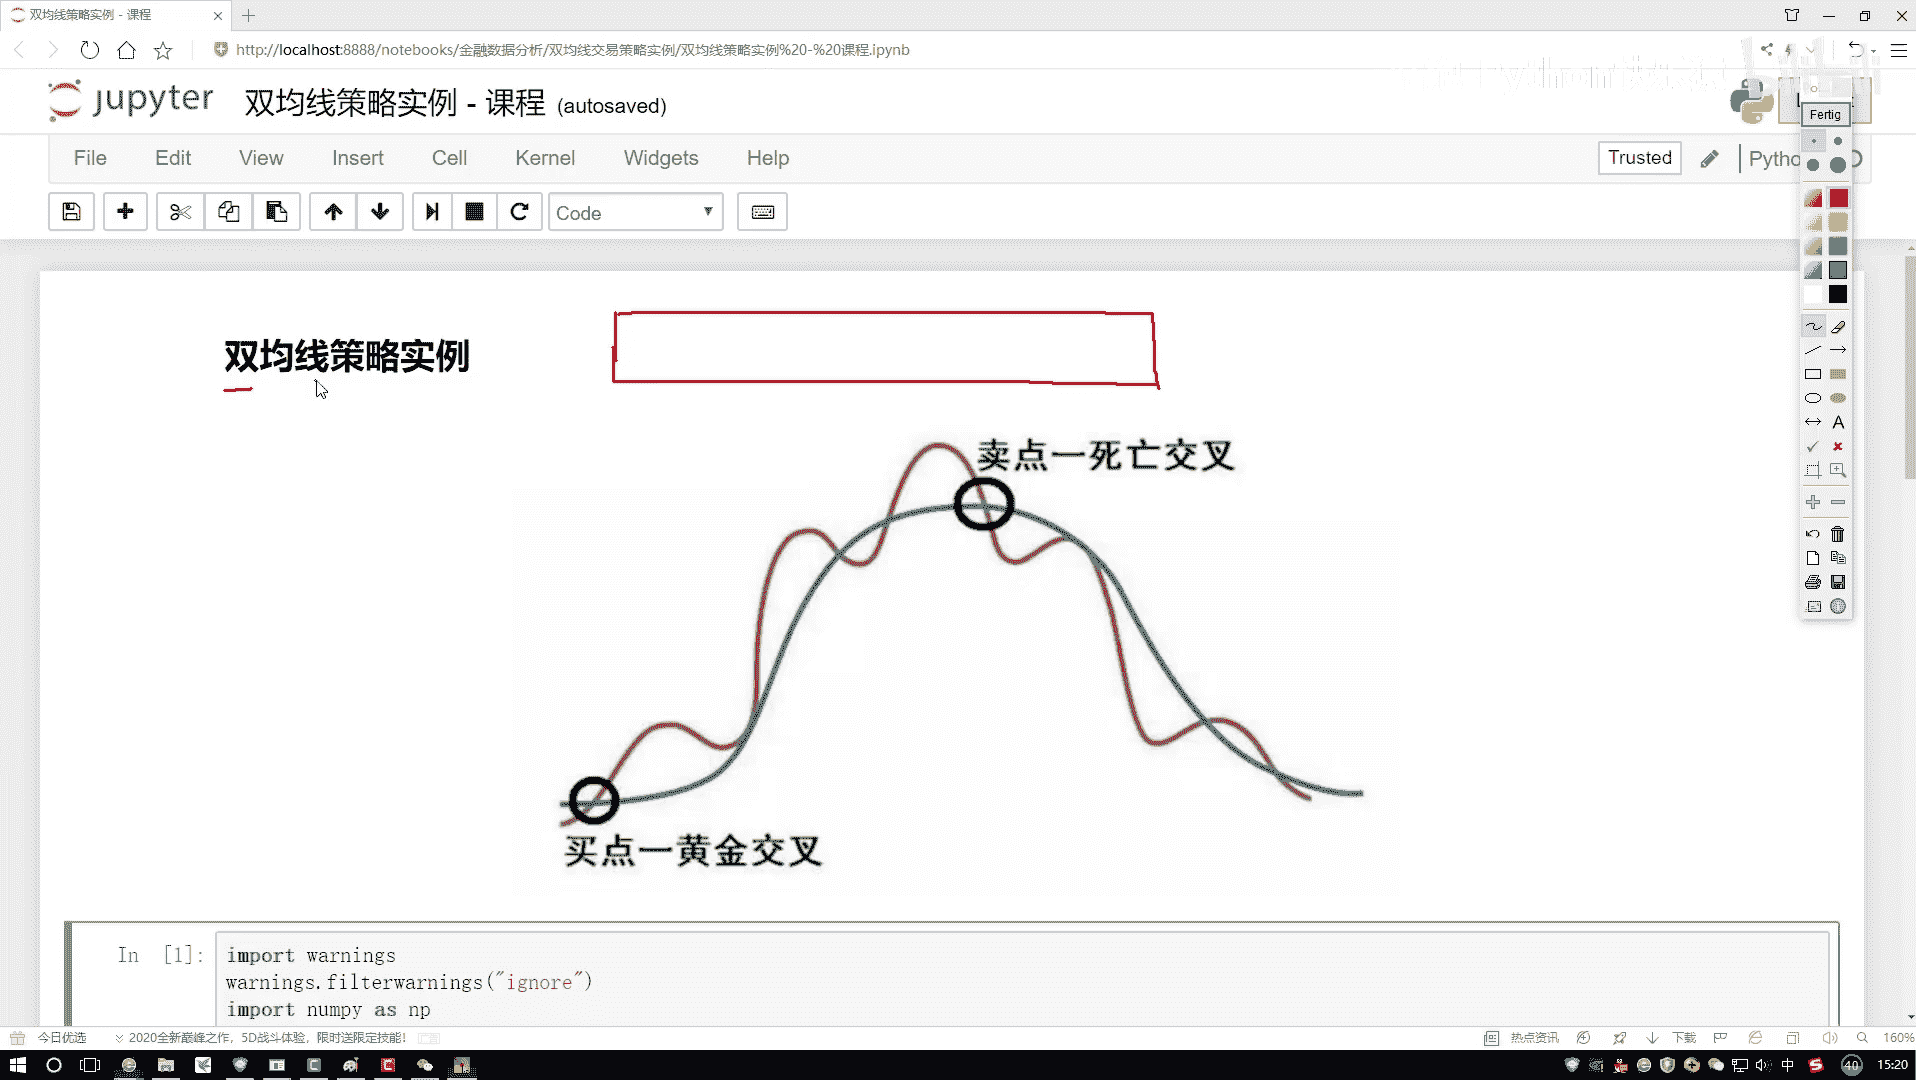 双均线策略实例 - 课程
http://localhost:8888/notebooks/金融数据分析/双均线交易策略实例/双均线策略实例%20-%20课程.ipynb
jupyter 双均线策略实例 - 课程 (autosaved)
Fertig
File Edit View Insert Cell Kernel Widgets Help
Trusted
Pytho
Code
A
双均线策略实例
卖点一死亡交叉
买点一黄金交叉
In [1]:
import warnings
warnings.filterwarnings("ignore")
import numpy as np
今日优选
2020全新巅峰之作，5D战斗体验，限时送限定技能！
热点资讯
下载
160%
中
40
15:20